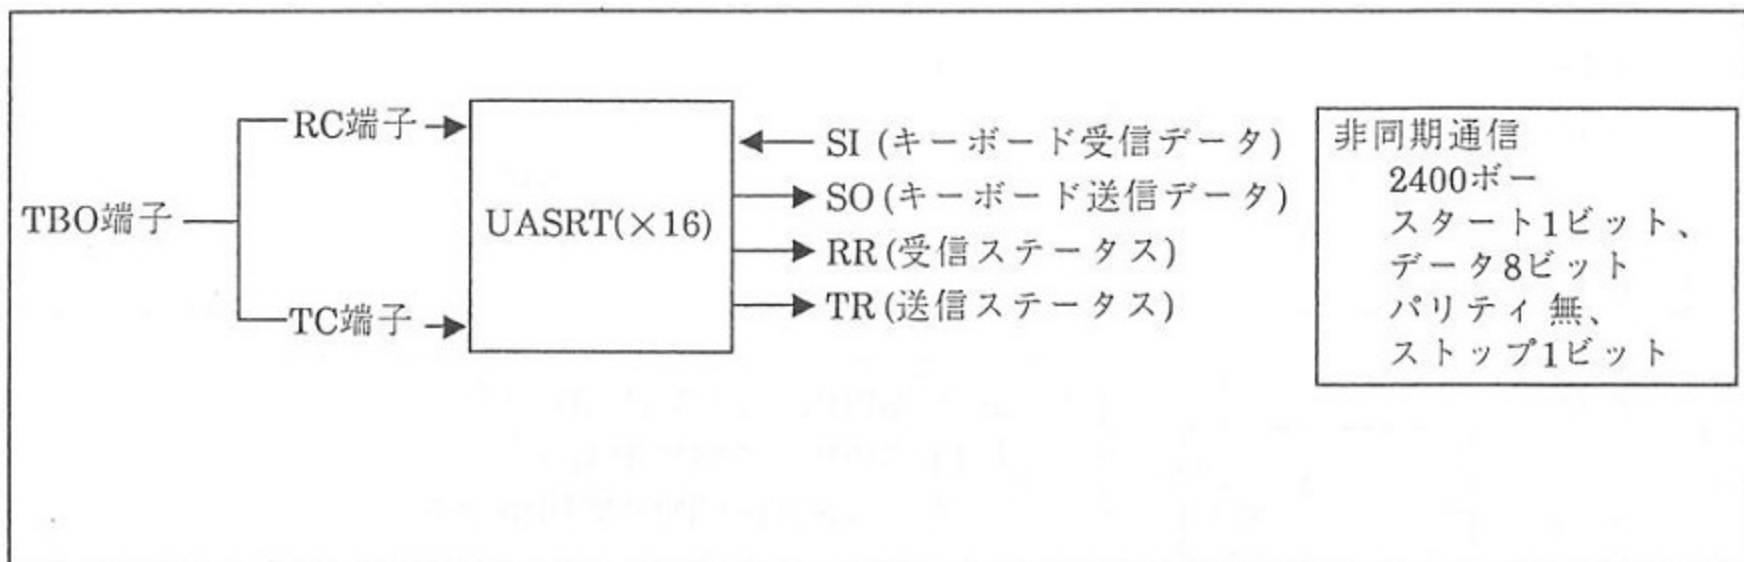 RC端子
TBO端子
TC端子
UASRT(×16)
SI (キーボード受信データ)
SO(キーボード送信データ)
RR(受信ステータス)
TR(送信ステータス)
非同期通信
2400ボー
スタート1ビット、
データ8ビット
パリティ 無、
ストップ1ビット